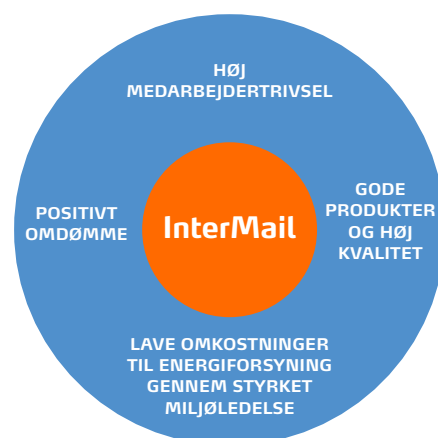 HØJ
MEDARBEJDERTRIVSEL
POSITIVT
OMDØMME
InterMail
GODE
PRODUKTER
OG HØJ
KVALITET
LAVE OMKOSTNINGER
TIL ENERGIFORSYNING
GENNEM STYRKET
MILJØLEDELSE